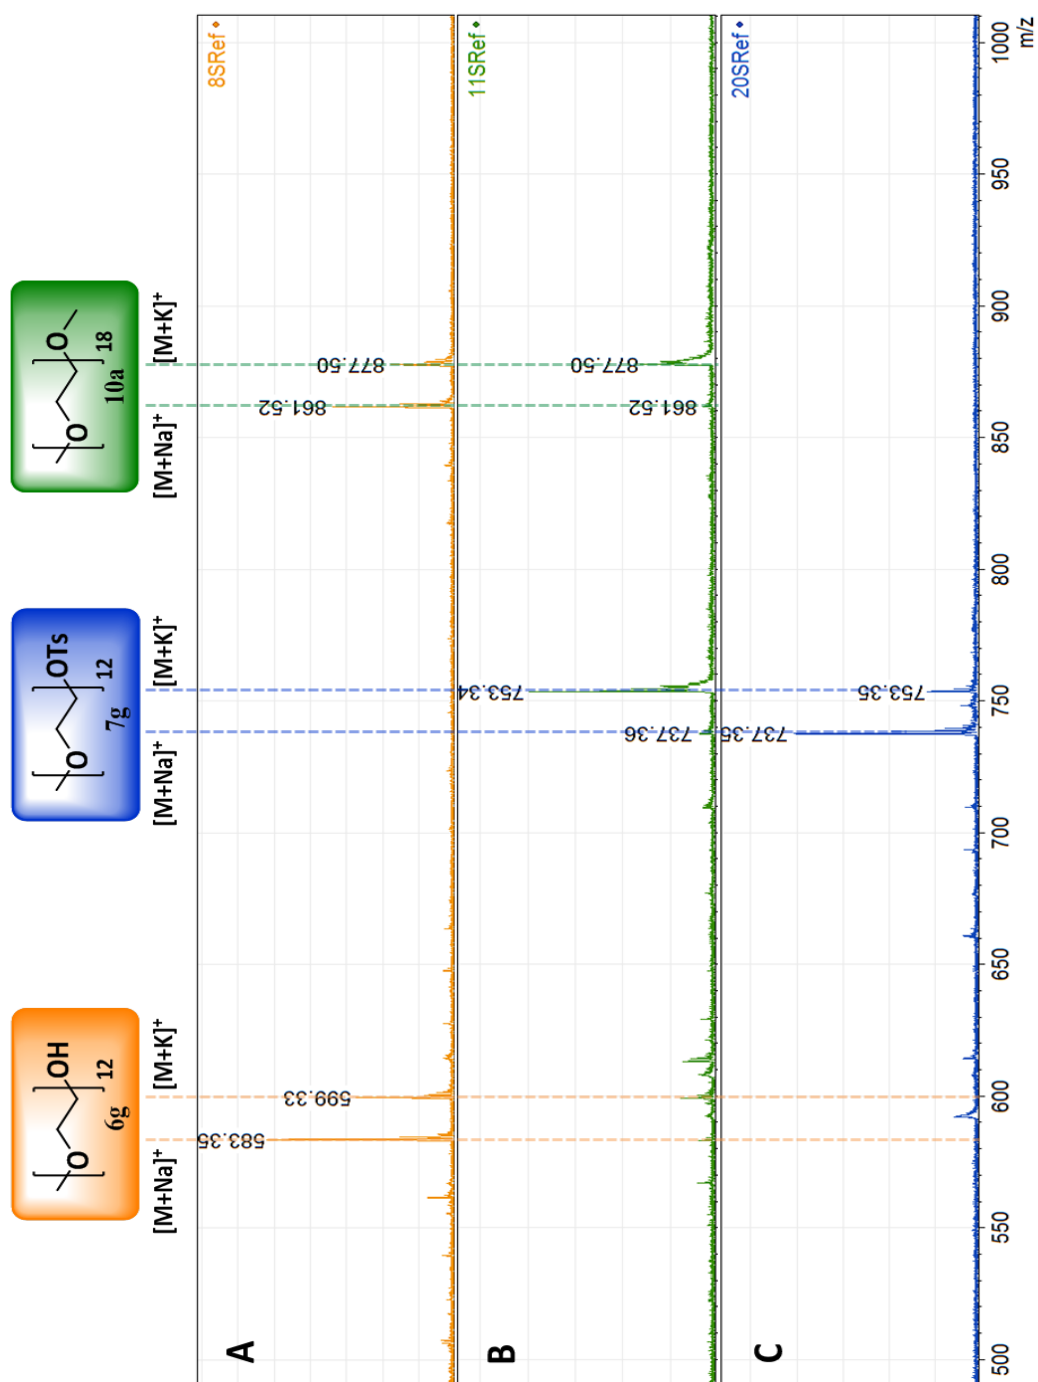 O
OH
12
6g
O
OTs
12
7g
O
O
18
10a
[M+Na]⁺
[M+K]⁺
[M+Na]⁺
[M+K]⁺
[M+Na]⁺
[M+K]⁺
A
8SRef
583.35
599.33
861.52
877.50
B
11SRef
737.36
753.34
861.52
877.50
C
20SRef
737.35
753.35
500
550
600
650
700
750
800
850
900
950
1000
m/z